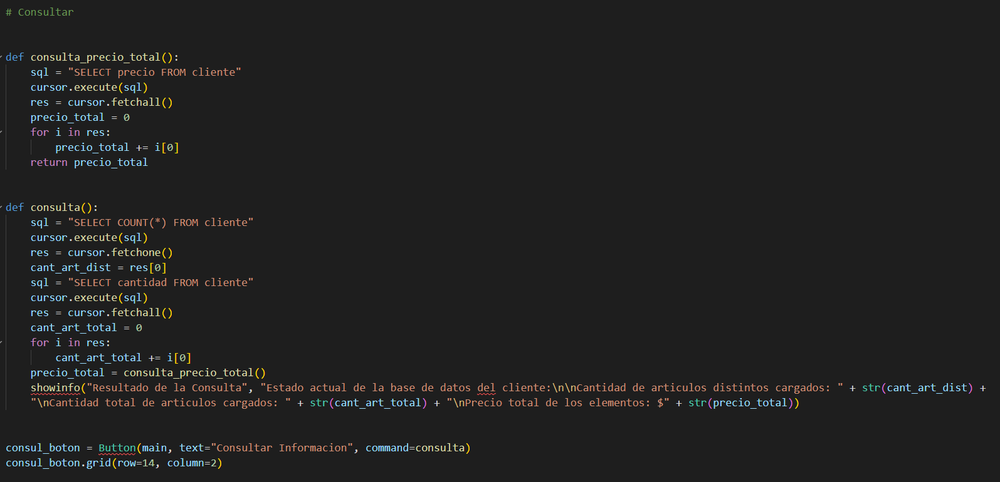 # Consultar
def consulta_precio_total():
    sql = "SELECT precio FROM cliente"
    cursor.execute(sql)
    res = cursor.fetchall()
    precio_total = 0
    for i in res:
        precio_total += i[0]
    return precio_total
def consulta():
    sql = "SELECT COUNT(*) FROM cliente"
    cursor.execute(sql)
    res = cursor.fetchone()
    cant_art_dist = res[0]
    sql = "SELECT cantidad FROM cliente"
    cursor.execute(sql)
    res = cursor.fetchall()
    cant_art_total = 0
    for i in res:
        cant_art_total += i[0]
    precio_total = consulta_precio_total()
    showinfo("Resultado de la Consulta", "Estado actual de la base de datos del cliente:\n\nCantidad de articulos distintos cargados: " + str(cant_art_dist) +
    "\nCantidad total de articulos cargados: " + str(cant_art_total) + "\nPrecio total de los elementos: $" + str(precio_total))
consul_boton = Button(main, text="Consultar Informacion", command=consulta)
consul_boton.grid(row=14, column=2)